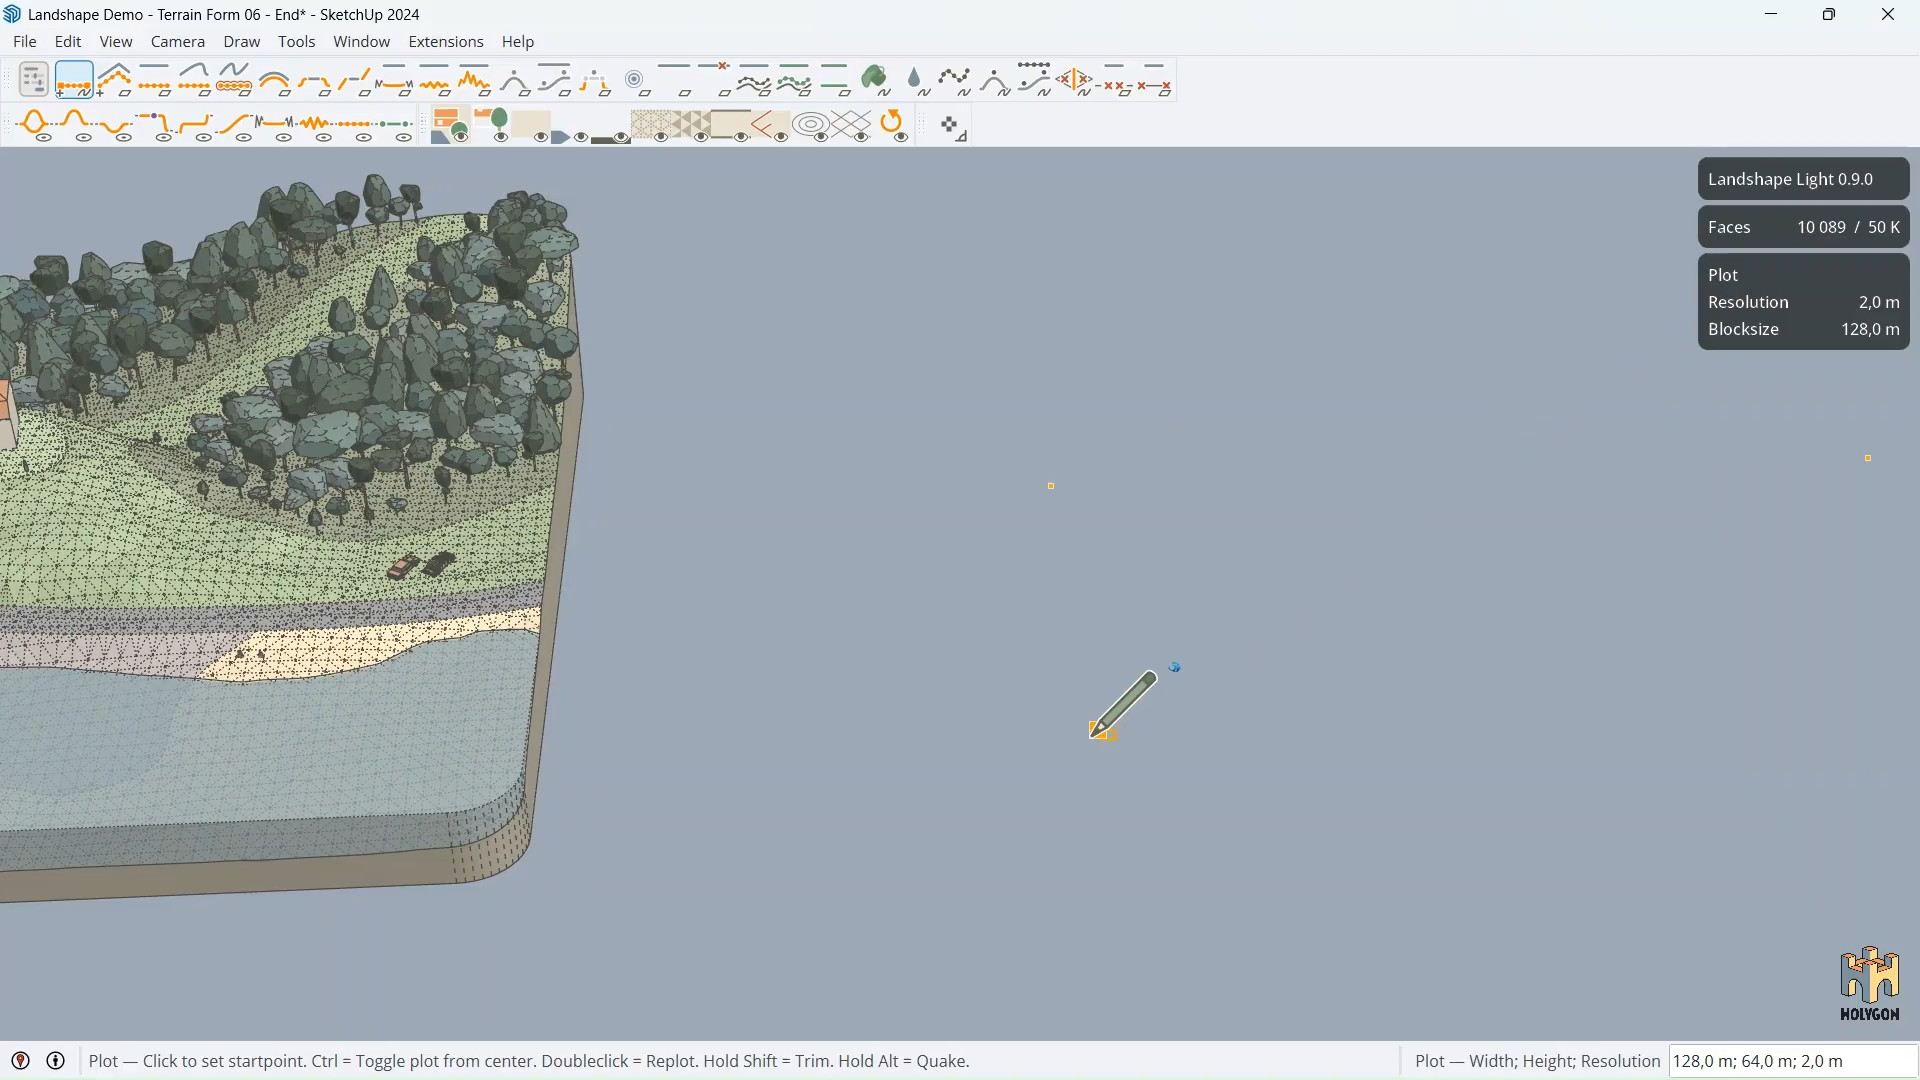 Landshape Demo - Terrain Form 06 - End* - SketchUp 2024
File Edit View Camera Draw Tools Window Extensions Help
Landshape Light 0.9.0
Faces 10 089 / 50 K
Plot
Resolution 2,0 m
Blocksize 128,0 m
HOLYGON
Plot — Click to set startpoint. Ctrl = Toggle plot from center. Doubleclick = Replot. Hold Shift = Trim. Hold Alt = Quake.
Plot — Width; Height; Resolution 128,0 m; 64,0 m; 2,0 m